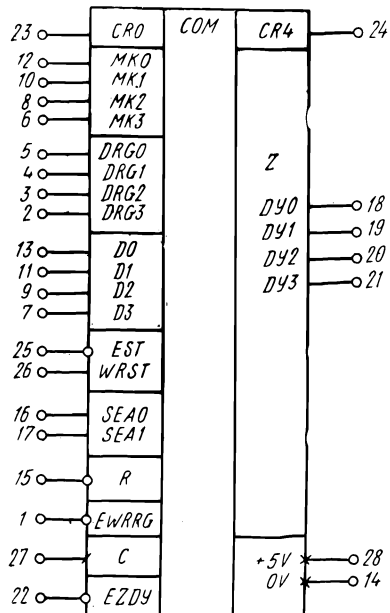 23 CR0 COM CR4 24
12 MK0
10 MK1
8 MK2
6 MK3
5 DRG0
4 DRG1
3 DRG2
2 DRG3
Z
DY0 18
DY1 19
DY2 20
DY3 21
13 D0
11 D1
9 D2
7 D3
25 EST
26 WRST
16 SEA0
17 SEA1
15 R
1 EWRRG
27 C +5V 28
0V 14
22 EZDY